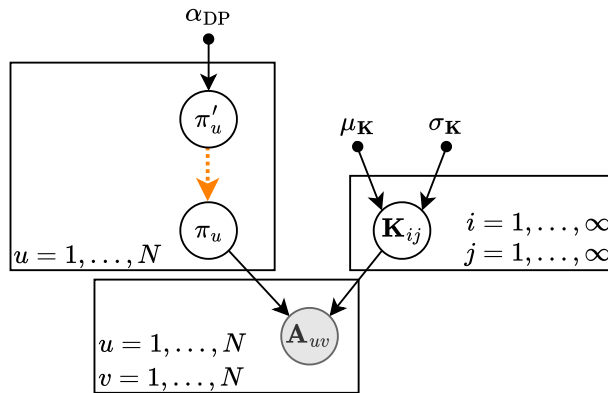 α_DP
π′_u
μ_𝐊 σ_𝐊
π_u
𝐊_ij
i = 1, . . . , ∞
j = 1, . . . , ∞
u = 1, . . . , N
𝐀_uv
u = 1, . . . , N
v = 1, . . . , N